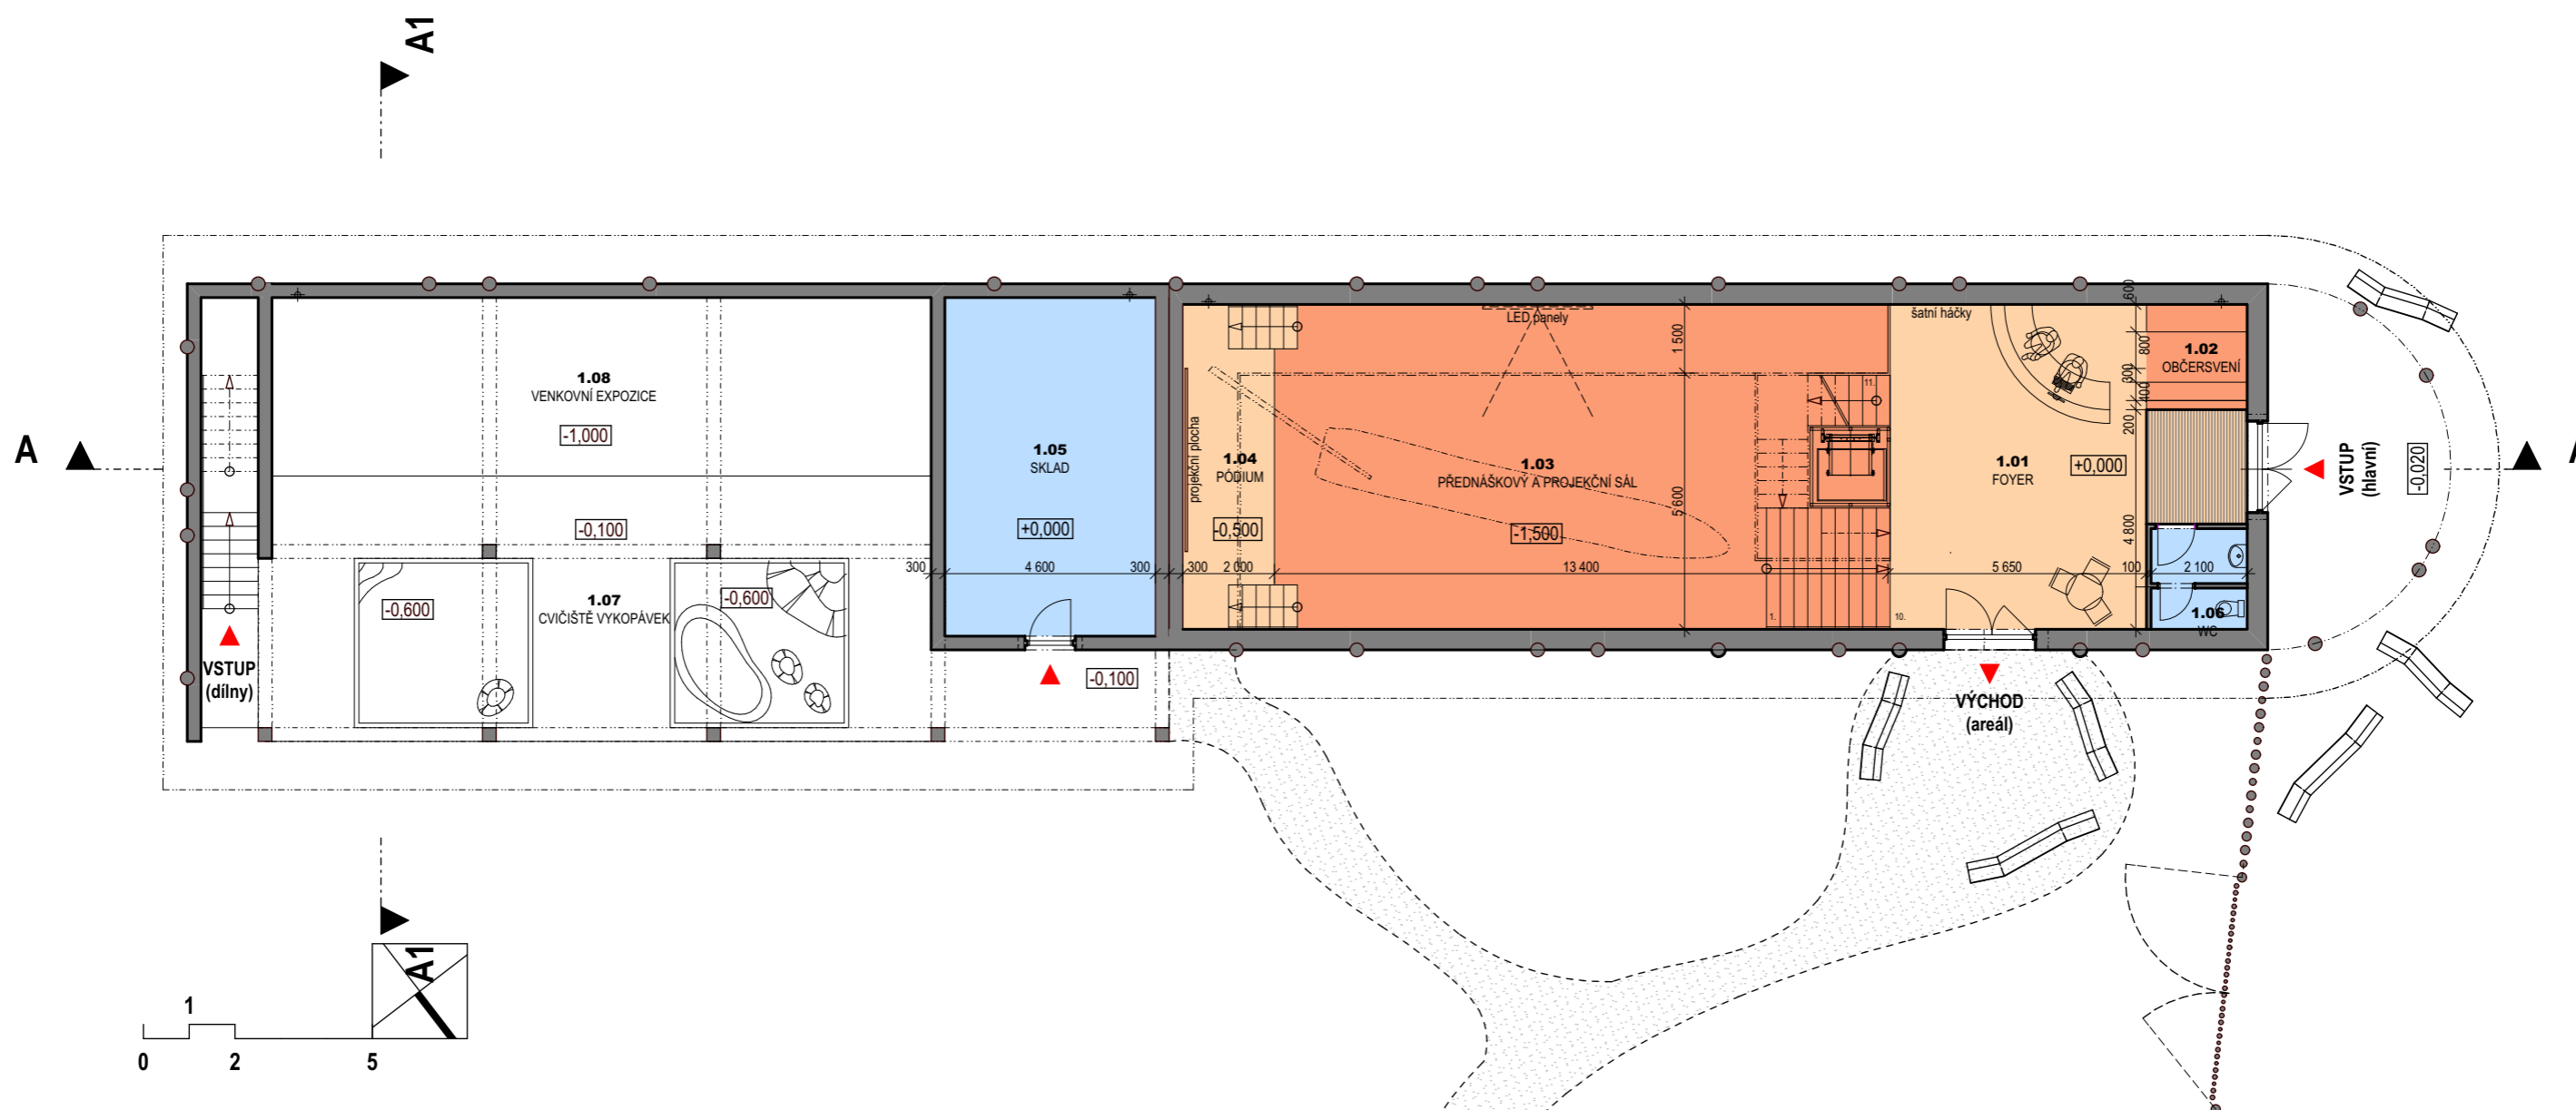 A1
1.08
VENKOVNÍ EXPOZICE
-1,000
-0,100
1.07
CVIČIŠTĚ VYKOPÁVEK
-0,600
-0,600
VSTUP
(dílny)
A
1.05
SKLAD
+0,000
300
4 600
300
-0,100
projekční plocha
1.04
PÓDIUM
-0,500
300
2 000
LED panely
1 500
1.03
PŘEDNÁŠKOVÝ A PROJEKČNÍ SÁL
-1,500
5 600
13 400
11.
1.
10.
šatní háčky
1.01
FOYER
+0,000
5 650
600
800
300
400
200
4 800
100
2 100
1.02
OBČERSVENÍ
1.06
WC
VSTUP
(hlavní)
-0,020
VÝCHOD
(areál)
A1
1
0
2
5